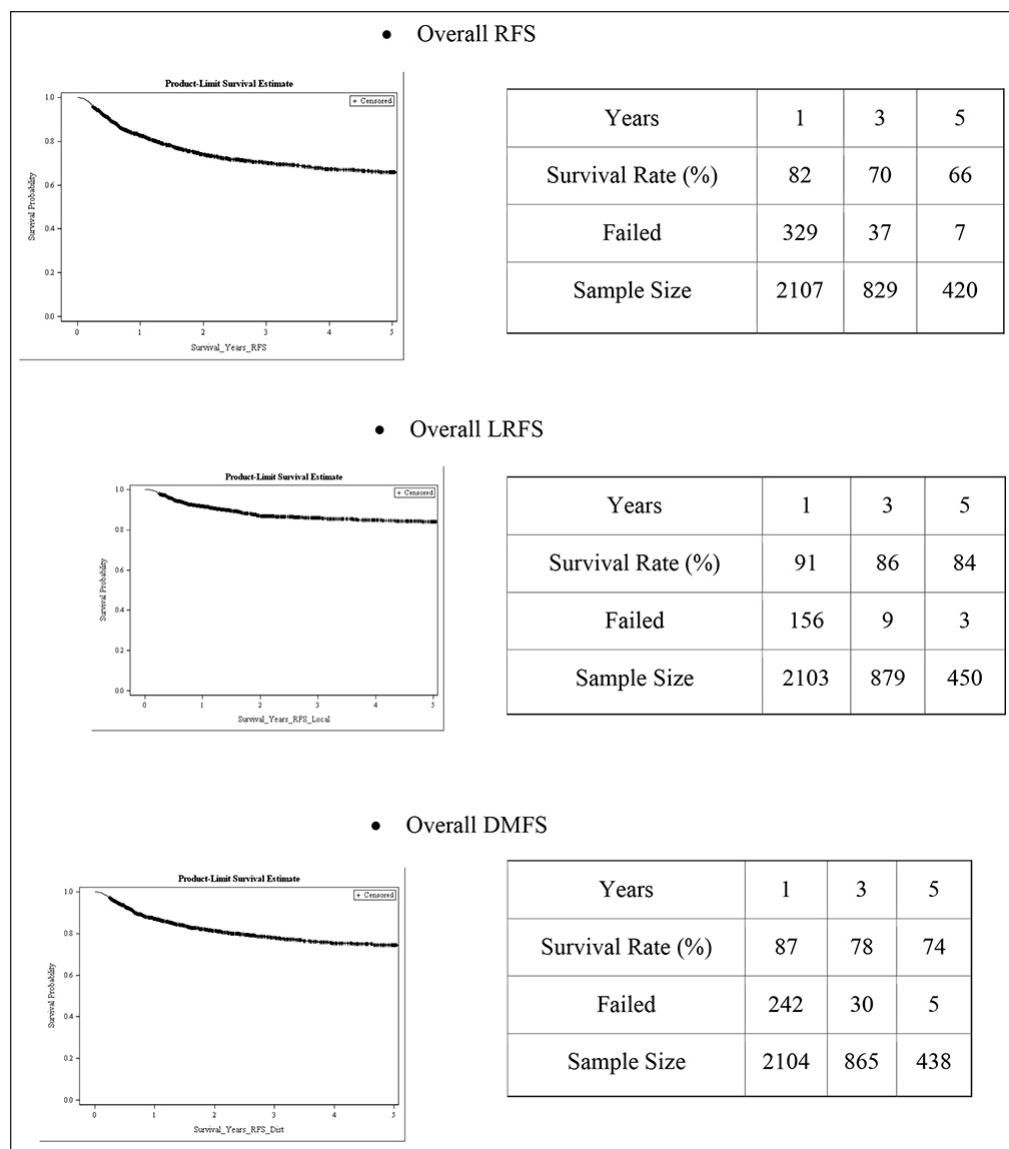 • Overall RFS
Product-Limit Survival Estimate
+ Censored
1.0
0.8
0.6
0.4
0.2
0.0
Survival Probability
0 1 2 3 4 5
Survival_Years_RFS
Years 1 3 5
Survival Rate (%) 82 70 66
Failed 329 37 7
Sample Size 2107 829 420
• Overall LRFS
Product-Limit Survival Estimate
+ Censored
1.0
0.8
0.6
0.4
0.2
0.0
Survival Probability
0 1 2 3 4 5
Survival_Years_RFS_Local
Years 1 3 5
Survival Rate (%) 91 86 84
Failed 156 9 3
Sample Size 2103 879 450
• Overall DMFS
Product-Limit Survival Estimate
+ Censored
1.0
0.8
0.6
0.4
0.2
0.0
Survival Probability
0 1 2 3 4 5
Survival_Years_RFS_Dist
Years 1 3 5
Survival Rate (%) 87 78 74
Failed 242 30 5
Sample Size 2104 865 438